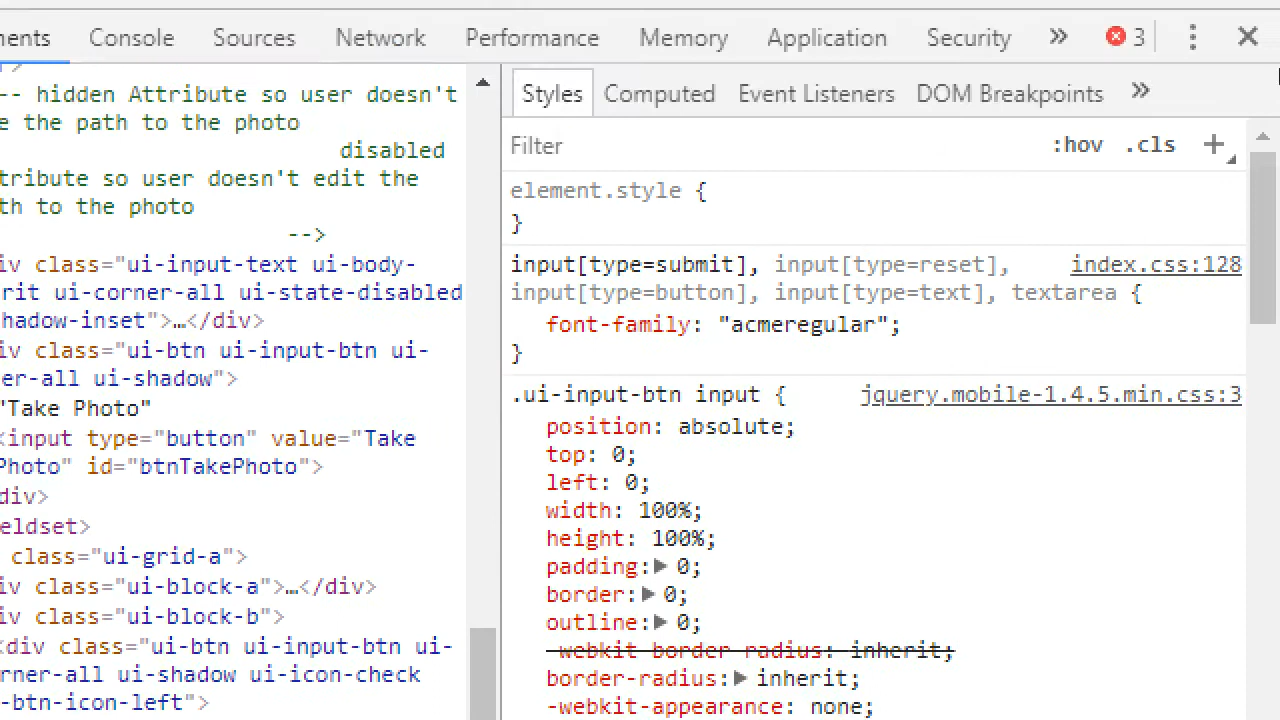 nents Console Sources Network Performance Memory Application Security » 3
-- hidden Attribute so user doesn't
e the path to the photo
disabled
tribute so user doesn't edit the
th to the photo
-->
iv class="ui-input-text ui-body-
rit ui-corner-all ui-state-disabled
hadow-inset">…</div>
iv class="ui-btn ui-input-btn ui-
er-all ui-shadow">
"Take Photo"
<input type="button" value="Take
Photo" id="btnTakePhoto">
div>
eldset>
class="ui-grid-a">
iv class="ui-block-a">…</div>
iv class="ui-block-b">
<div class="ui-btn ui-input-btn ui-
rner-all ui-shadow ui-icon-check
-btn-icon-left">
Styles Computed Event Listeners DOM Breakpoints »
Filter :hov .cls +
element.style {
}
input[type=submit], input[type=reset], index.css:128
input[type=button], input[type=text], textarea {
font-family: "acmeregular";
}
.ui-input-btn input { jquery.mobile-1.4.5.min.css:3
position: absolute;
top: 0;
left: 0;
width: 100%;
height: 100%;
padding:▶ 0;
border:▶ 0;
outline:▶ 0;
-webkit-border-radius: inherit;
border-radius:▶ inherit;
-webkit-appearance: none;